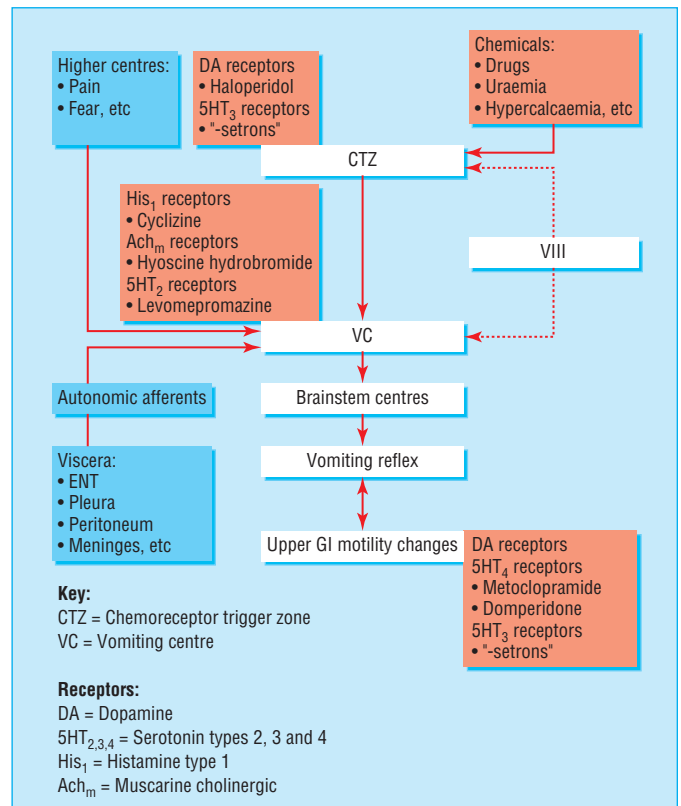 Higher centres:
• Pain
• Fear, etc
DA receptors
• Haloperidol
5HT3 receptors
• "-setrons"
Chemicals:
• Drugs
• Uraemia
• Hypercalcaemia, etc
CTZ
His1 receptors
• Cyclizine
Achm receptors
• Hyoscine hydrobromide
5HT2 receptors
• Levomepromazine
VIII
VC
Autonomic afferents
Brainstem centres
Viscera:
• ENT
• Pleura
• Peritoneum
• Meninges, etc
Vomiting reflex
Upper GI motility changes
DA receptors
5HT4 receptors
• Metoclopramide
• Domperidone
5HT3 receptors
• "-setrons"
Key:
CTZ = Chemoreceptor trigger zone
VC = Vomiting centre
Receptors:
DA = Dopamine
5HT2,3,4 = Serotonin types 2, 3 and 4
His1 = Histamine type 1
Achm = Muscarine cholinergic